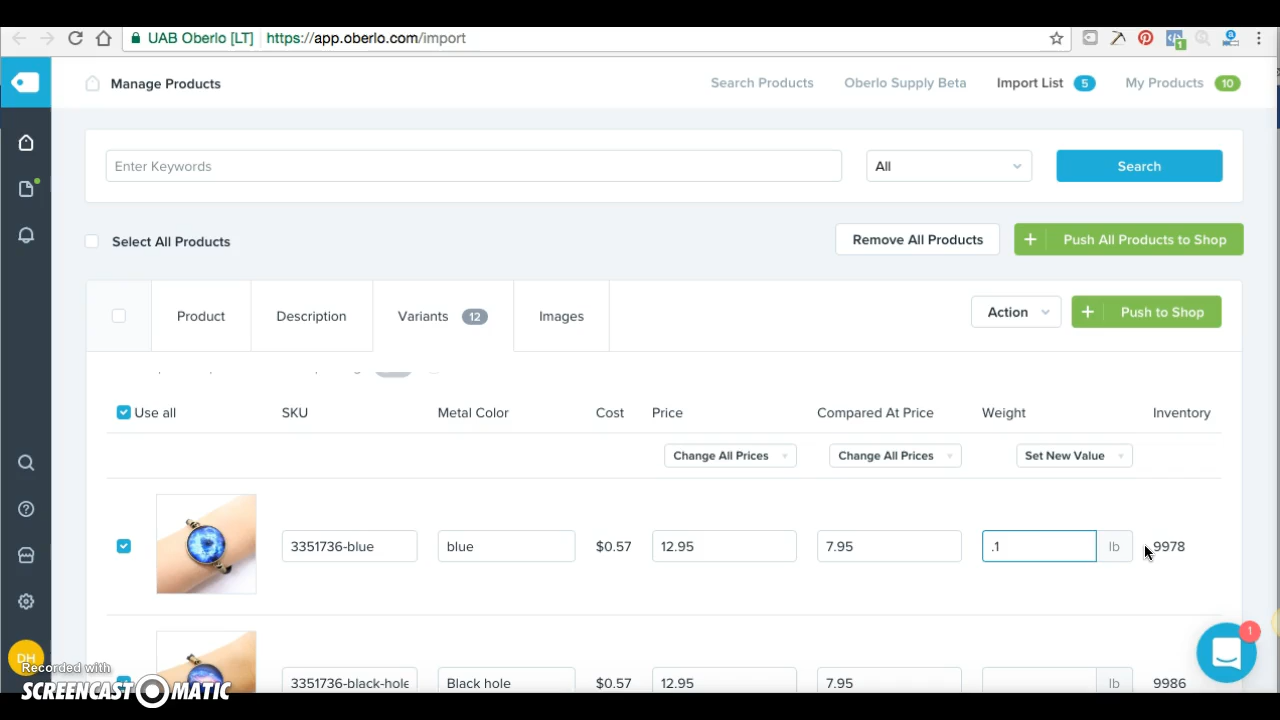 UAB Oberlo [LT] https://app.oberlo.com/import
1
Manage Products Search Products Oberlo Supply Beta Import List 5 My Products 10
Enter Keywords All Search
Select All Products Remove All Products + Push All Products to Shop
Product Description Variants 12 Images Action + Push to Shop
Use all SKU Metal Color Cost Price Compared At Price Weight Inventory
Change All Prices Change All Prices Set New Value
3351736-blue blue $0.57 12.95 7.95 .1 lb 9978
1
DH
3351736-black-hole Black hole $0.57 12.95 7.95 lb 9986
Recorded with
SCREENCAST-O-MATIC